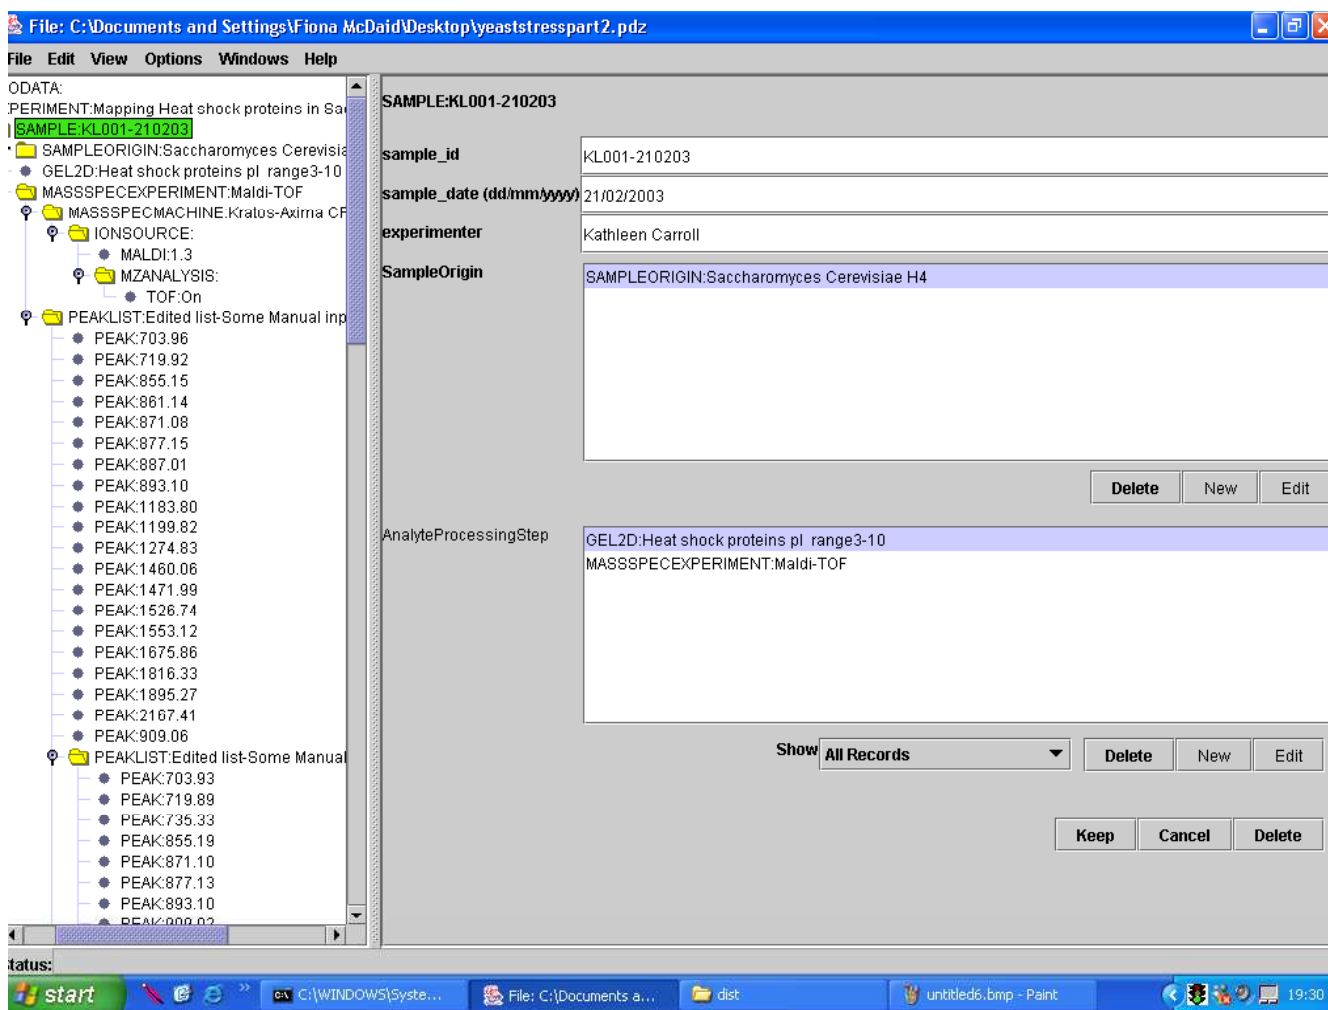 File: C:\Documents and Settings\Fiona McDaid\Desktop\yeaststresspart2.pdz
File Edit View Options Windows Help
ODATA:
PERIMENT:Mapping Heat shock proteins in Sa
SAMPLE:KL001-210203
SAMPLEORIGIN:Saccharomyces Cerevisia
GEL2D:Heat shock proteins pI range3-10
MASSSPECEXPERIMENT:Maldi-TOF
MASSSPECMACHINE:Kratos-Axima CF
IONSOURCE:
MALDI:1.3
MZANALYSIS:
TOF:On
PEAKLIST:Edited list-Some Manual inp
PEAK:703.96
PEAK:719.92
PEAK:855.15
PEAK:861.14
PEAK:871.08
PEAK:877.15
PEAK:887.01
PEAK:893.10
PEAK:1183.80
PEAK:1199.82
PEAK:1274.83
PEAK:1460.06
PEAK:1471.99
PEAK:1526.74
PEAK:1553.12
PEAK:1675.86
PEAK:1816.33
PEAK:1895.27
PEAK:2167.41
PEAK:909.06
PEAKLIST:Edited list-Some Manual
PEAK:703.93
PEAK:719.89
PEAK:735.33
PEAK:855.19
PEAK:871.10
PEAK:877.13
PEAK:893.10
PEAK:909.02
SAMPLE:KL001-210203
sample_id KL001-210203
sample_date (dd/mm/yyyy) 21/02/2003
experimenter Kathleen Carroll
SampleOrigin SAMPLEORIGIN:Saccharomyces Cerevisiae H4
Delete New Edit
AnalyteProcessingStep GEL2D:Heat shock proteins pI range3-10
MASSSPECEXPERIMENT:Maldi-TOF
Show All Records Delete New Edit
Keep Cancel Delete
tatus:
start C:\WINDOWS\Syste... File: C:\Documents a... dist untitled6.bmp - Paint 19:30